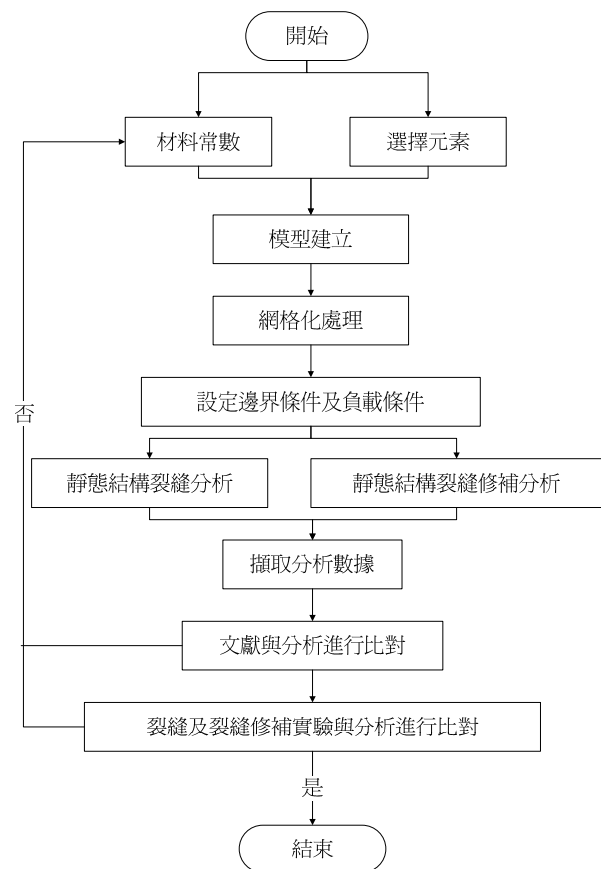 開始
材料常數
選擇元素
模型建立
網格化處理
設定邊界條件及負載條件
否
靜態結構裂縫分析
靜態結構裂縫修補分析
擷取分析數據
文獻與分析進行比對
裂縫及裂縫修補實驗與分析進行比對
是
結束